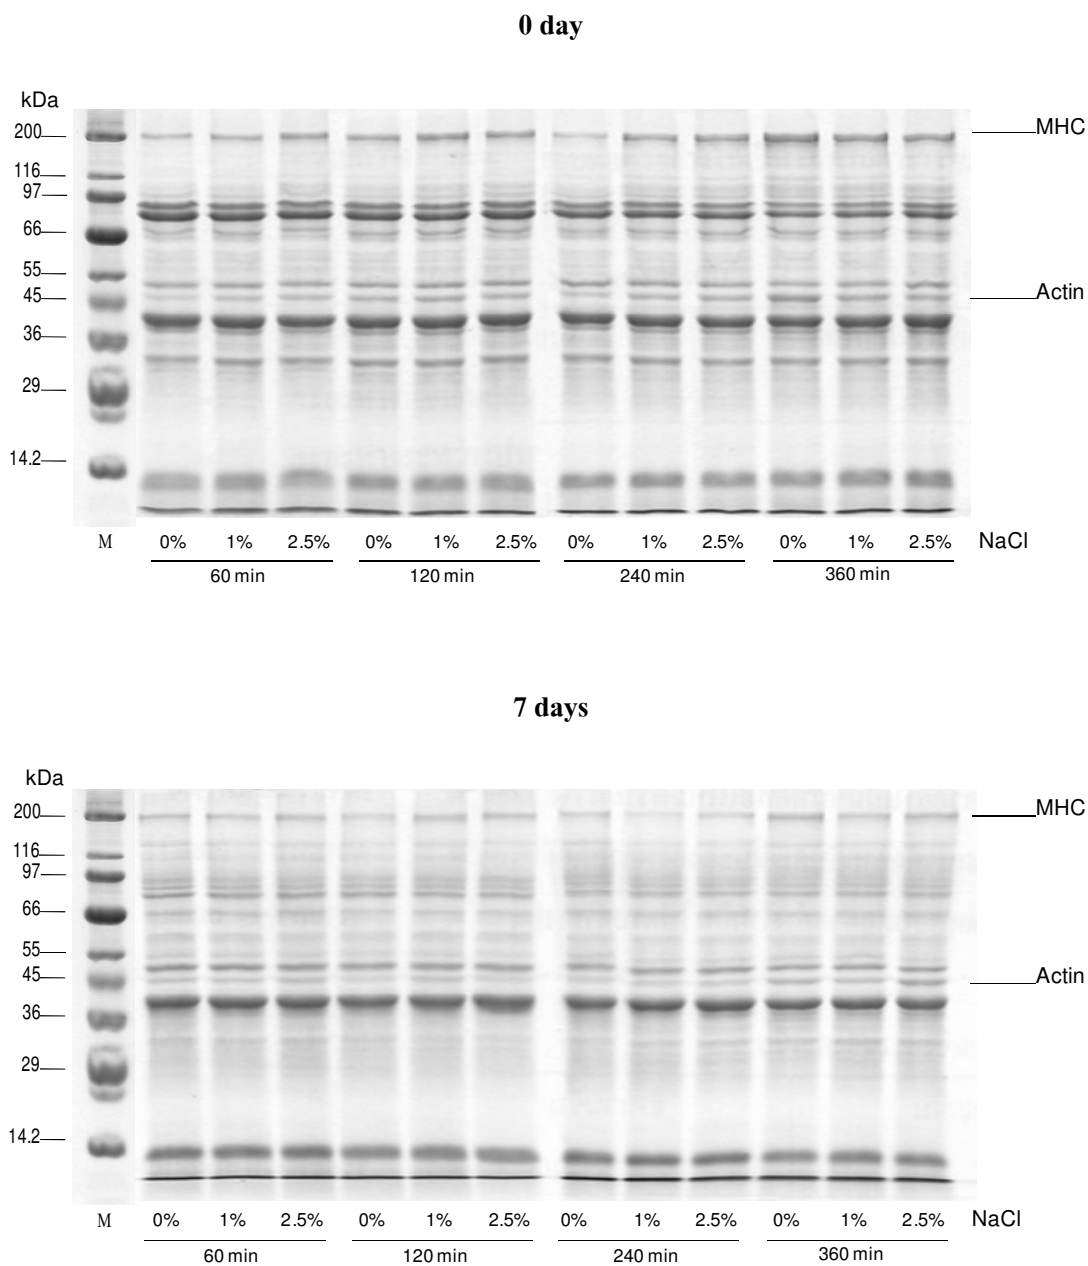 0 day
kDa
200
MHC
116
97
66
55
45
Actin
36
29
14.2
M 0% 1% 2.5% 0% 1% 2.5% 0% 1% 2.5% 0% 1% 2.5% NaCl
60 min 120 min 240 min 360 min
7 days
kDa
200
MHC
116
97
66
55
45
Actin
36
29
14.2
M 0% 1% 2.5% 0% 1% 2.5% 0% 1% 2.5% 0% 1% 2.5% NaCl
60 min 120 min 240 min 360 min